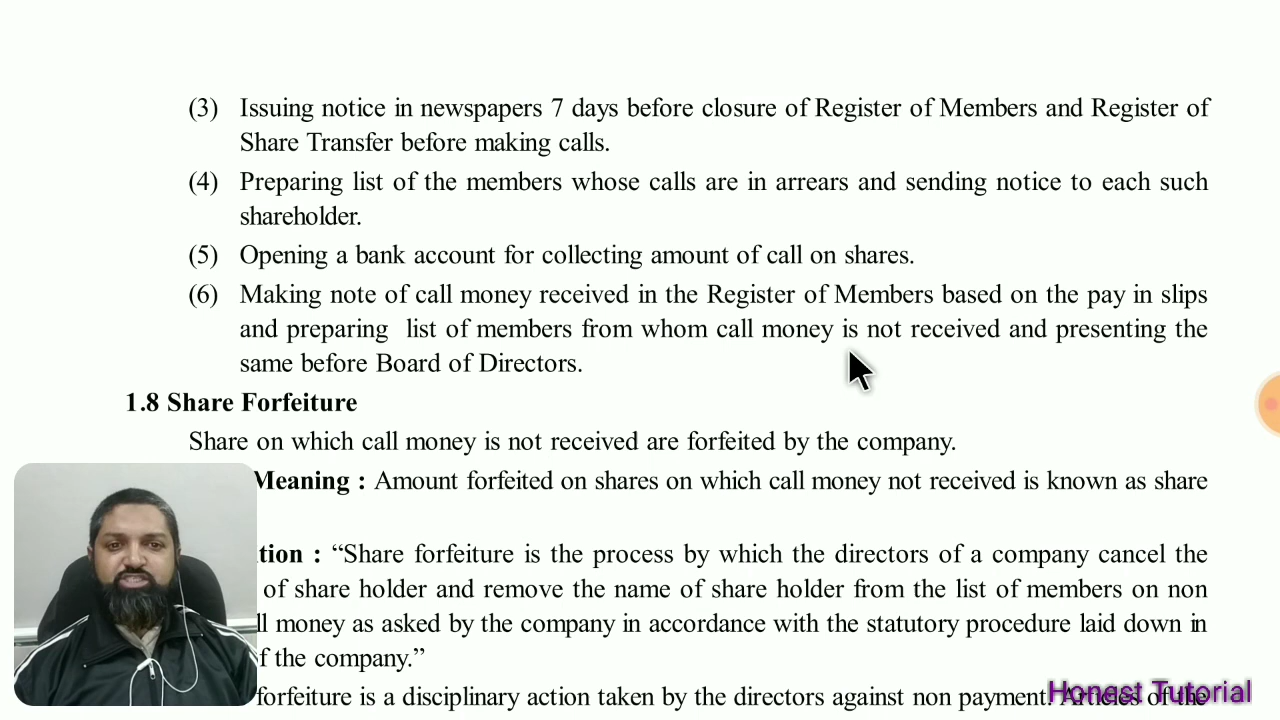 (3) Issuing notice in newspapers 7 days before closure of Register of Members and Register of
Share Transfer before making calls.
(4) Preparing list of the members whose calls are in arrears and sending notice to each such
shareholder.
(5) Opening a bank account for collecting amount of call on shares.
(6) Making note of call money received in the Register of Members based on the pay in slips
and preparing list of members from whom call money is not received and presenting the
same before Board of Directors.
1.8 Share Forfeiture
Share on which call money is not received are forfeited by the company.
Meaning : Amount forfeited on shares on which call money not received is known as share
tion : “Share forfeiture is the process by which the directors of a company cancel the
of share holder and remove the name of share holder from the list of members on non
ll money as asked by the company in accordance with the statutory procedure laid down in
f the company.”
forfeiture is a disciplinary action taken by the directors against non payment. Articles of the
Honest Tutorial